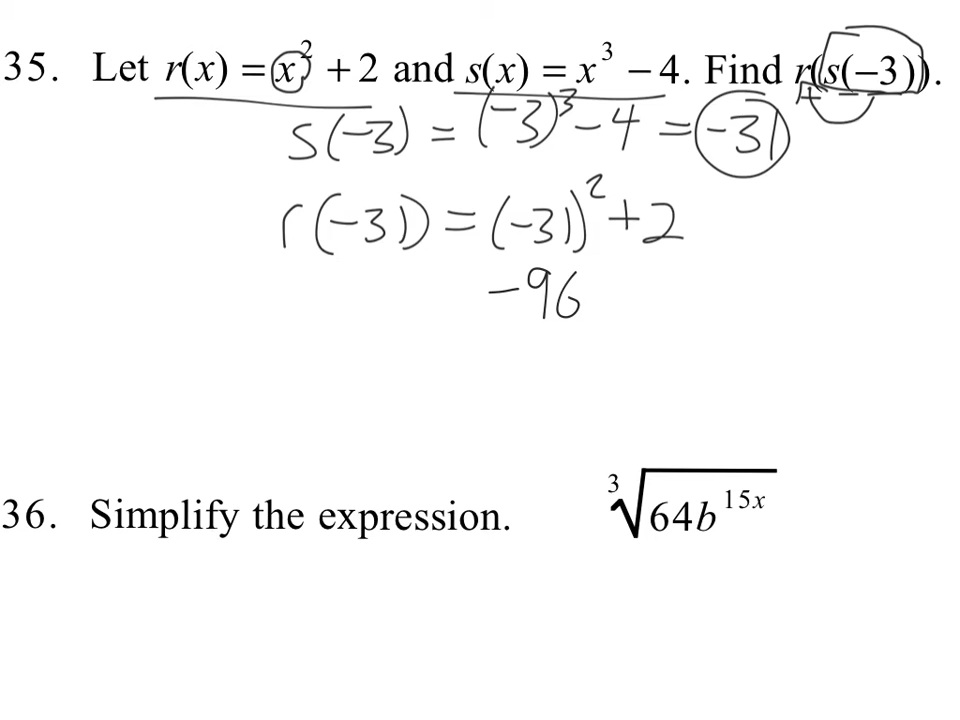 35. Let r(x) = x² + 2 and s(x) = x³ − 4. Find r(s(−3)).
s(-3) = (-3)³ - 4 = -31
r(-31) = (-31)² + 2
-96
36. Simplify the expression. ∛(64b^(15x))